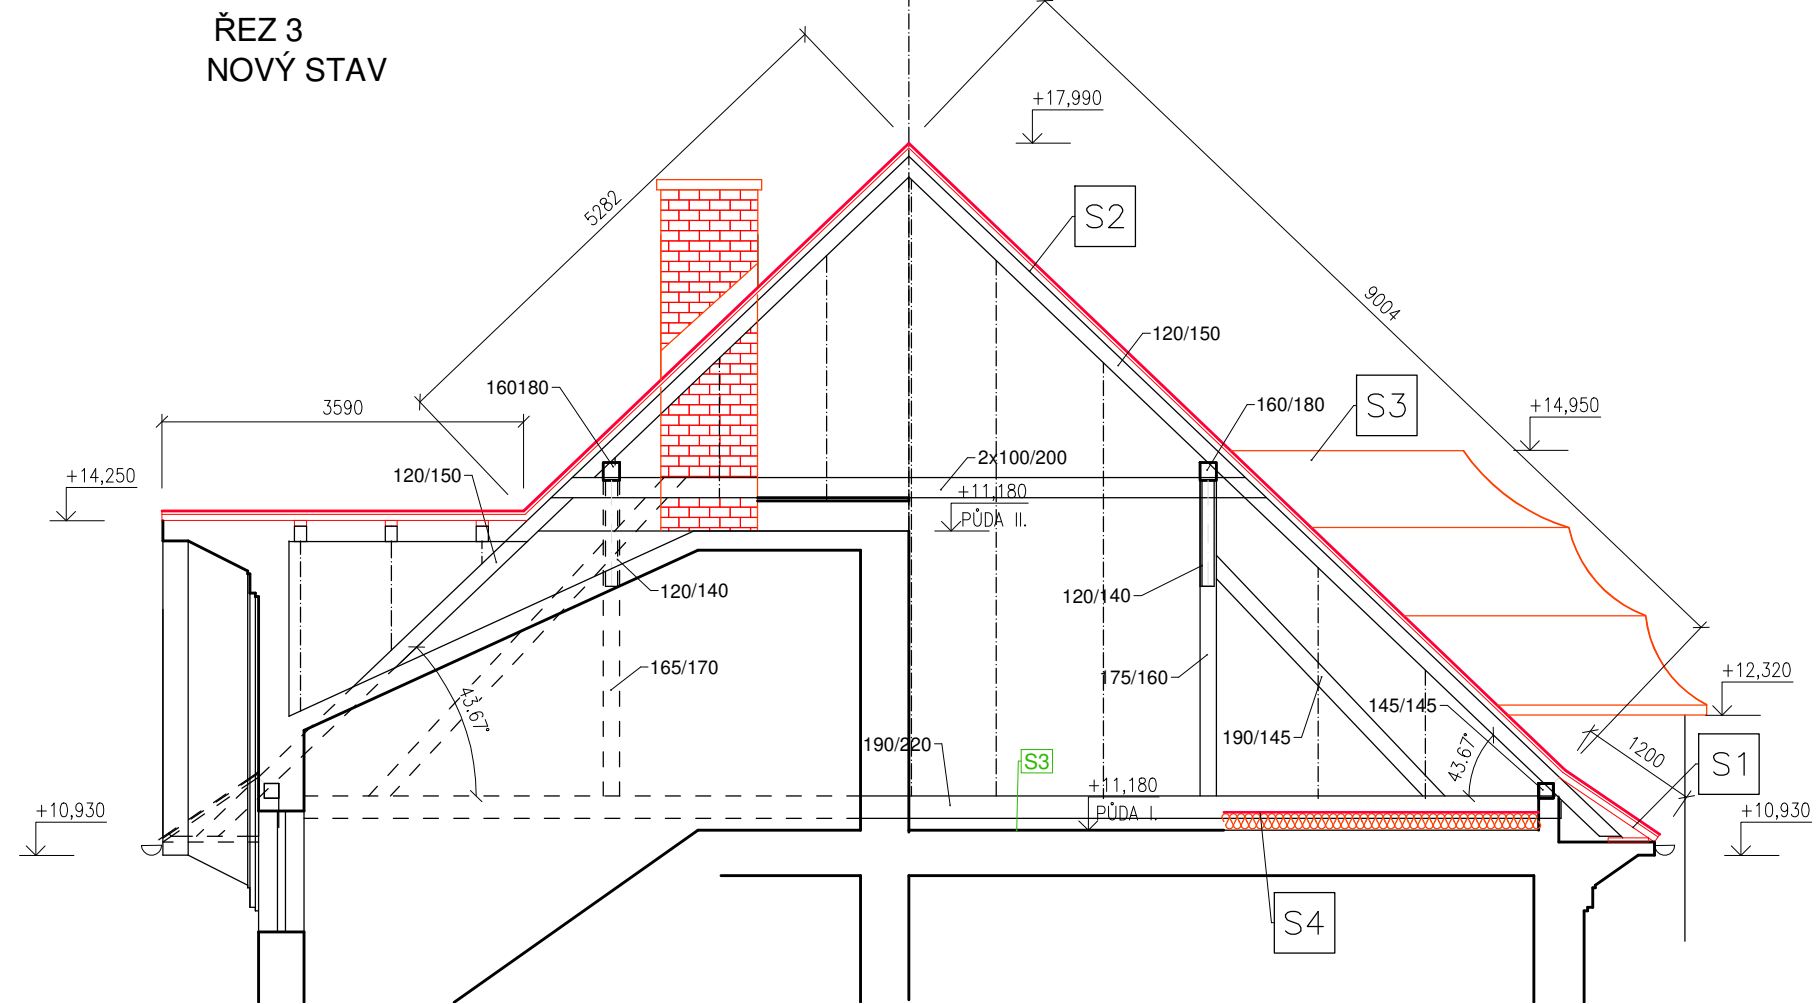 ŘEZ 3
NOVÝ STAV
+17,990
5282
S2
9004
120/150
160180
3590
160/180
S3
+14,950
+14,250
120/150
2x100/200
+11,180
PŮDA II.
120/140
120/140
165/170
175/160
43.67°
+12,320
145/145
190/220
190/145
43.67°
1200
S3
S1
+11,180
PŮDA I.
+10,930
+10,930
S4